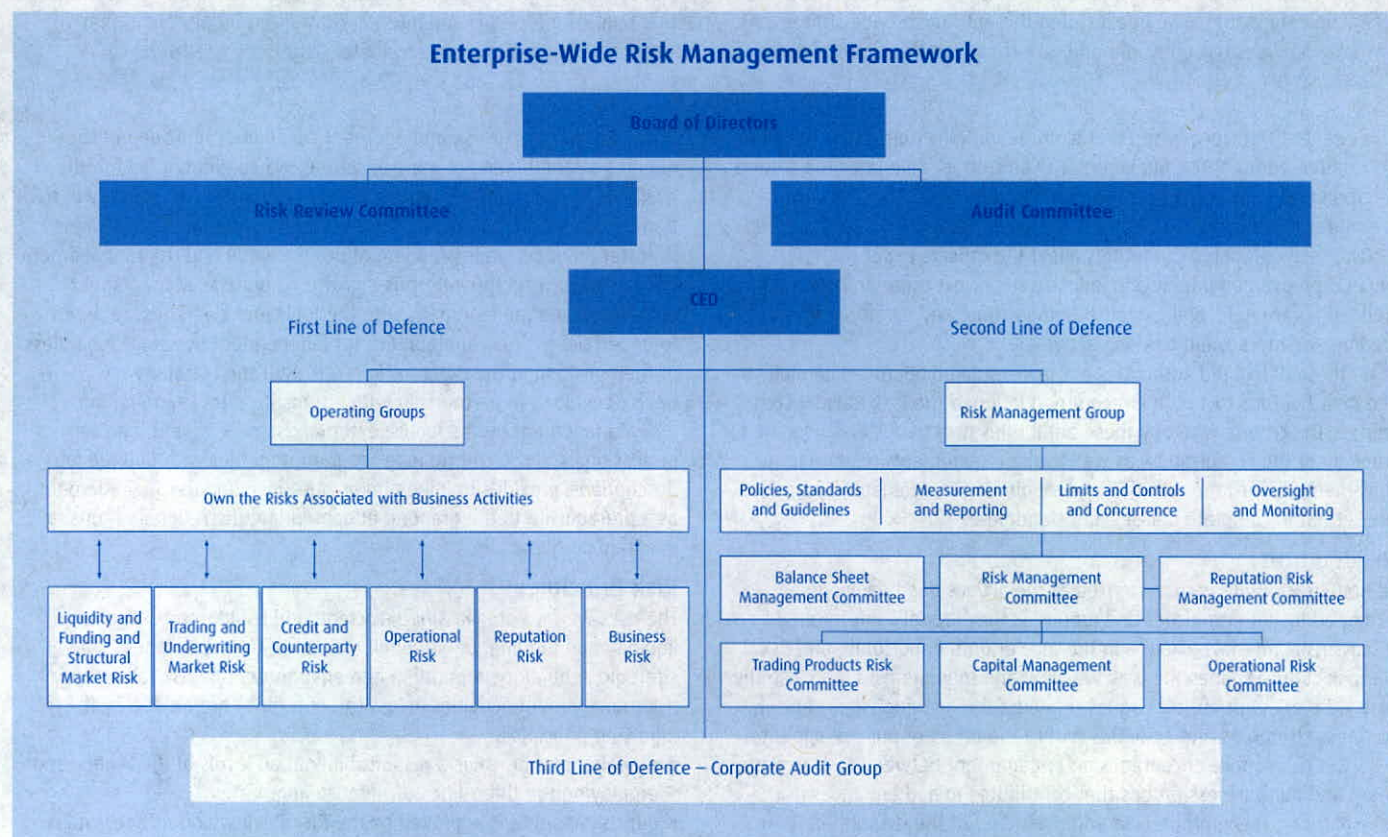 Enterprise-Wide Risk Management Framework
Board of Directors
Risk Review Committee
Audit Committee
CEO
First Line of Defence
Second Line of Defence
Operating Groups
Risk Management Group
Own the Risks Associated with Business Activities
Policies, Standards
and Guidelines
Measurement
and Reporting
Limits and Controls
and Concurrence
Oversight
and Monitoring
Liquidity and
Funding and
Structural
Market Risk
Trading and
Underwriting
Market Risk
Credit and
Counterparty
Risk
Operational
Risk
Reputation
Risk
Business
Risk
Balance Sheet
Management Committee
Risk Management
Committee
Reputation Risk
Management Committee
Trading Products Risk
Committee
Capital Management
Committee
Operational Risk
Committee
Third Line of Defence – Corporate Audit Group